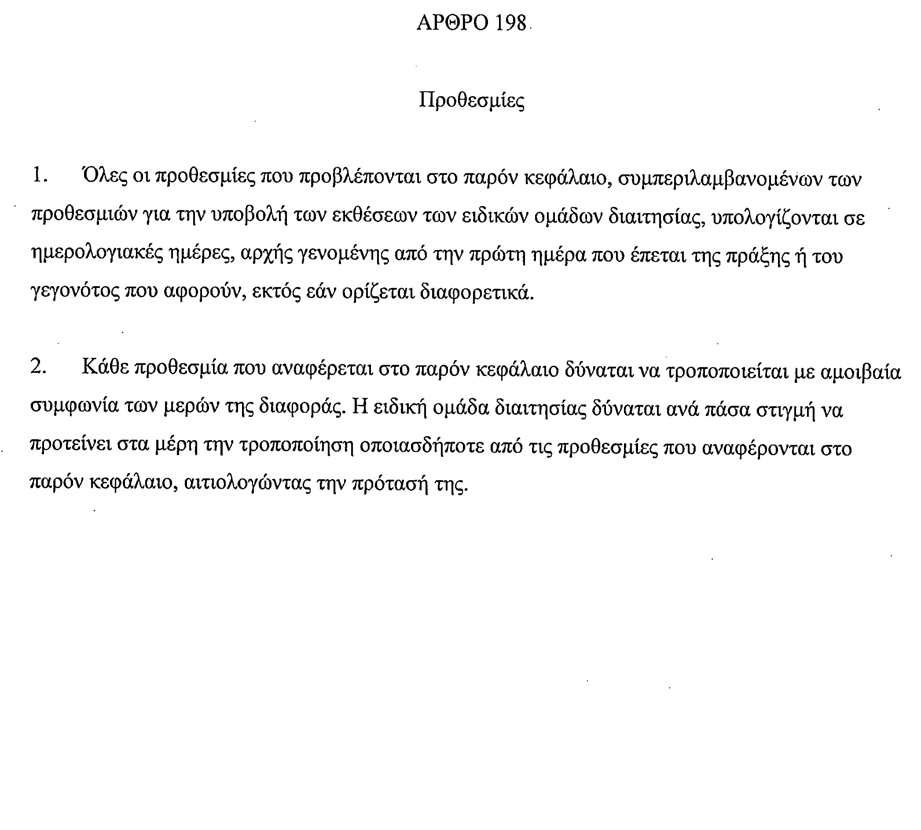 ΑΡΘΡΟ 198
Προθεσμίες
1. Όλες οι προθεσμίες που προβλέπονται στο παρόν κεφάλαιο, συμπεριλαμβανομένων των
προθεσμιών για την υποβολή των εκθέσεων των ειδικών ομάδων διαιτησίας, υπολογίζονται σε
ημερολογιακές ημέρες, αρχής γενομένης από την πρώτη ημέρα που έπεται της πράξης ή του
γεγονότος που αφορούν, εκτός εάν ορίζεται διαφορετικά.
2. Κάθε προθεσμία που αναφέρεται στο παρόν κεφάλαιο δύναται να τροποποιείται με αμοιβαία
συμφωνία των μερών της διαφοράς. Η ειδική ομάδα διαιτησίας δύναται ανά πάσα στιγμή να
προτείνει στα μέρη την τροποποίηση οποιασδήποτε από τις προθεσμίες που αναφέρονται στο
παρόν κεφάλαιο, αιτιολογώντας την πρότασή της.